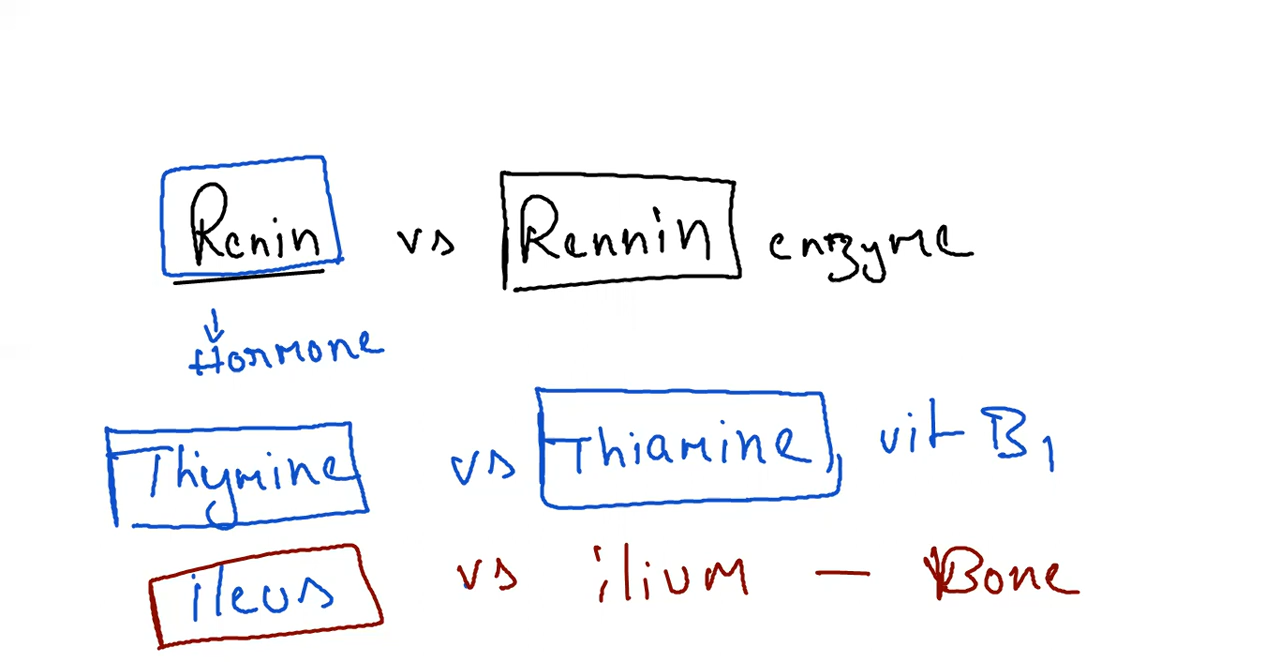 Renin vs Rennin enzyme
↓
Hormone
Thymine vs Thiamine, vit B₁
ileus vs ilium — Bone